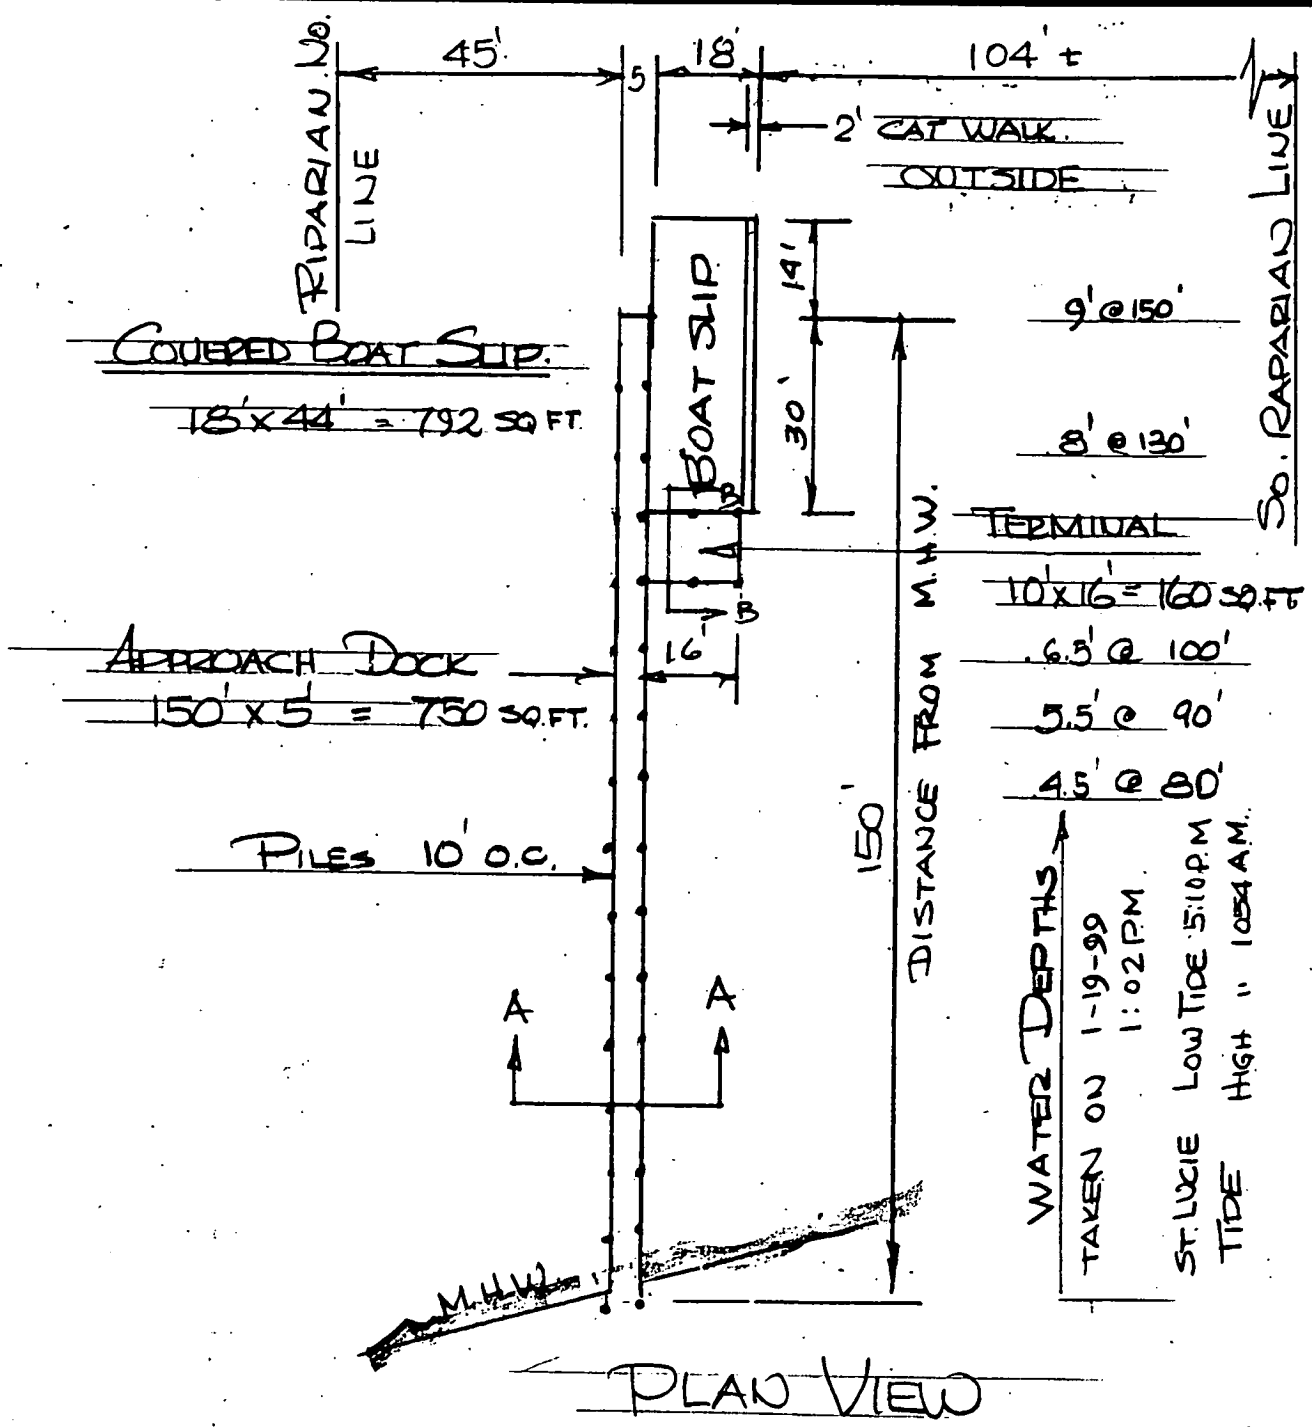 45'
5
18'
104' ±
RIPARIAN NO.
LINE
2' CAT WALK
OUTSIDE
SO. RAPARIAN LINE
BOAT SLIP
14'
30'
9' @ 150'
COVERED BOAT SLIP.
18' X 44' = 792 SQ FT.
8' @ 130'
B
TERMINAL
10' X 16' = 160 SQ.FT
B
16'
APPROACH DOCK
150' X 5' = 750 SQ.FT.
6.5' @ 100'
5.5' @ 90'
4.5' @ 80'
150'
DISTANCE FROM M.H.W.
PILES 10' O.C.
A
A
WATER DEPTHS
TAKEN ON 1-19-99
1:02 P.M.
ST. LUCIE LOW TIDE 5:10 P.M
TIDE HIGH " 1054 A.M.
M.H.W.
PLAN VIEW